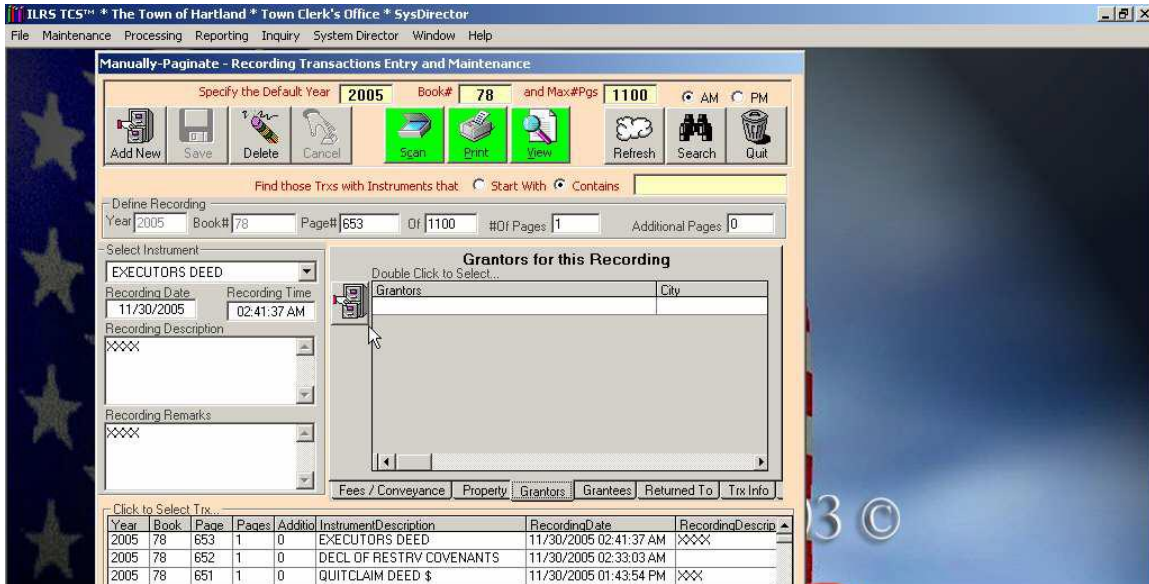 ILRS TCS™ * The Town of Hartland * Town Clerk's Office * SysDirector
File Maintenance Processing Reporting Inquiry System Director Window Help
Manually-Paginate - Recording Transactions Entry and Maintenance
Specify the Default Year 2005 Book# 78 and Max#Pgs 1100 AM PM
Add New Save Delete Cancel Scan Print View Refresh Search Quit
Find those Trxs with Instruments that Start With Contains
Define Recording
Year 2005 Book# 78 Page# 653 Of 1100 #Of Pages 1 Additional Pages 0
Select Instrument
EXECUTORS DEED
Recording Date Recording Time
11/30/2005 02:41:37 AM
Recording Description
XXXX
Recording Remarks
XXXX
Grantors for this Recording
Double Click to Select...
Grantors City
Fees / Conveyance Property Grantors Grantees Returned To Trx Info
Click to Select Trx...
Year Book Page Pages Additio InstrumentDescription RecordingDate RecordingDescrip
2005 78 653 1 0 EXECUTORS DEED 11/30/2005 02:41:37 AM XXXX
2005 78 652 1 0 DECL OF RESTRV COVENANTS 11/30/2005 02:33:03 AM
2005 78 651 1 0 QUITCLAIM DEED $ 11/30/2005 01:43:54 PM XXX
3 ©